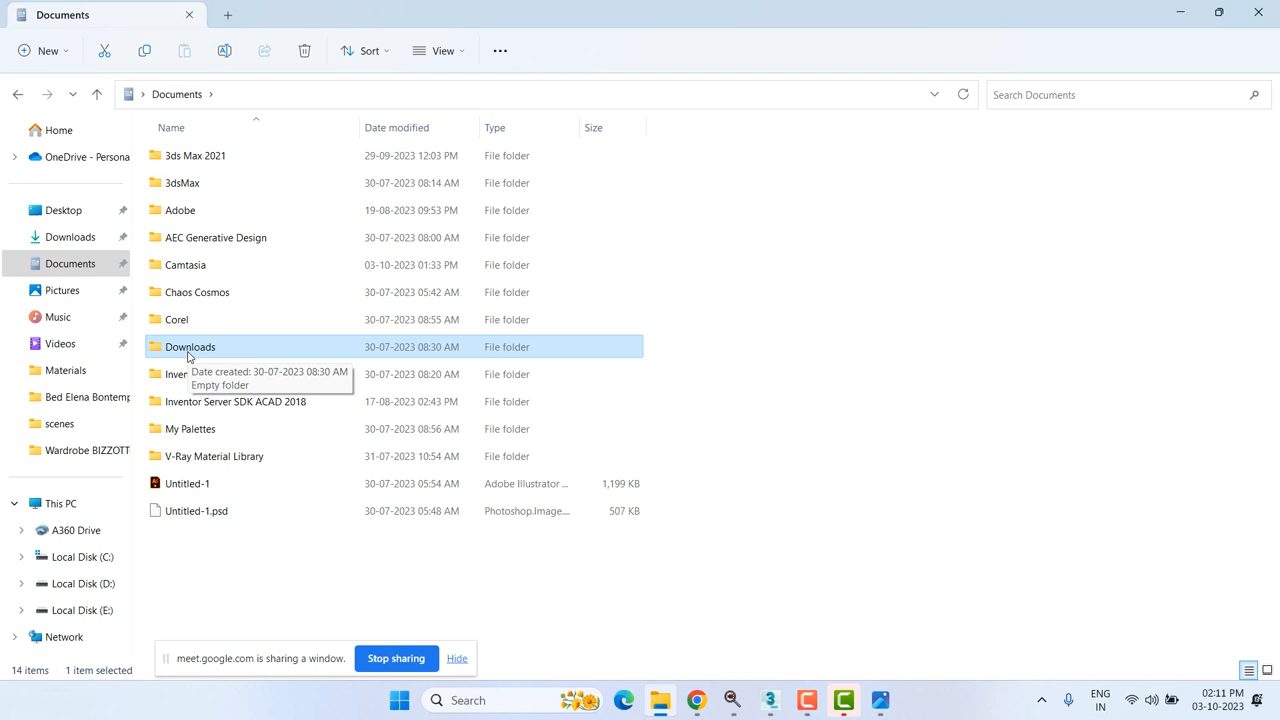 Documents
New
Sort
View
Documents
Search Documents
Name
Date modified
Type
Size
Home
OneDrive - Persona
Desktop
Downloads
Documents
Pictures
Music
Videos
Materials
Bed Elena Bontemp
scenes
Wardrobe BIZZOTT
This PC
A360 Drive
Local Disk (C:)
Local Disk (D:)
Local Disk (E:)
Network
3ds Max 2021 29-09-2023 12:03 PM File folder
3dsMax 30-07-2023 08:14 AM File folder
Adobe 19-08-2023 09:53 PM File folder
AEC Generative Design 30-07-2023 08:00 AM File folder
Camtasia 03-10-2023 01:33 PM File folder
Chaos Cosmos 30-07-2023 05:42 AM File folder
Corel 30-07-2023 08:55 AM File folder
Downloads 30-07-2023 08:30 AM File folder
Inven 30-07-2023 08:20 AM File folder
Date created: 30-07-2023 08:30 AM
Empty folder
Inventor Server SDK ACAD 2018 17-08-2023 02:43 PM File folder
My Palettes 30-07-2023 08:56 AM File folder
V-Ray Material Library 31-07-2023 10:54 AM File folder
Untitled-1 30-07-2023 05:54 AM Adobe Illustrator ... 1,199 KB
Untitled-1.psd 30-07-2023 05:48 AM Photoshop.Image.... 507 KB
meet.google.com is sharing a window. Stop sharing Hide
14 items 1 item selected
Search
ENG
IN
02:11 PM
03-10-2023